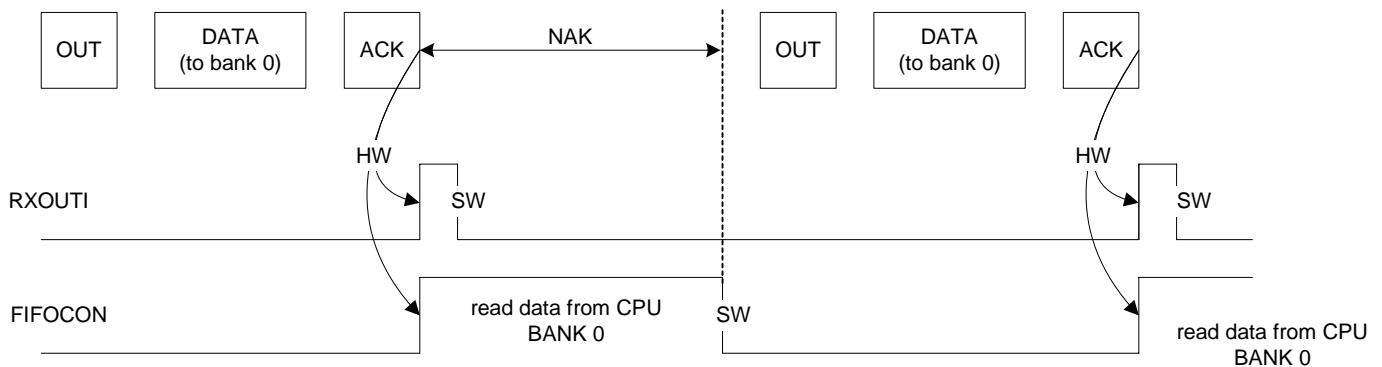 OUT
DATA
(to bank 0)
ACK
NAK
OUT
DATA
(to bank 0)
ACK
HW
HW
RXOUTI
SW
SW
FIFOCON
read data from CPU
BANK 0
SW
read data from CPU
BANK 0